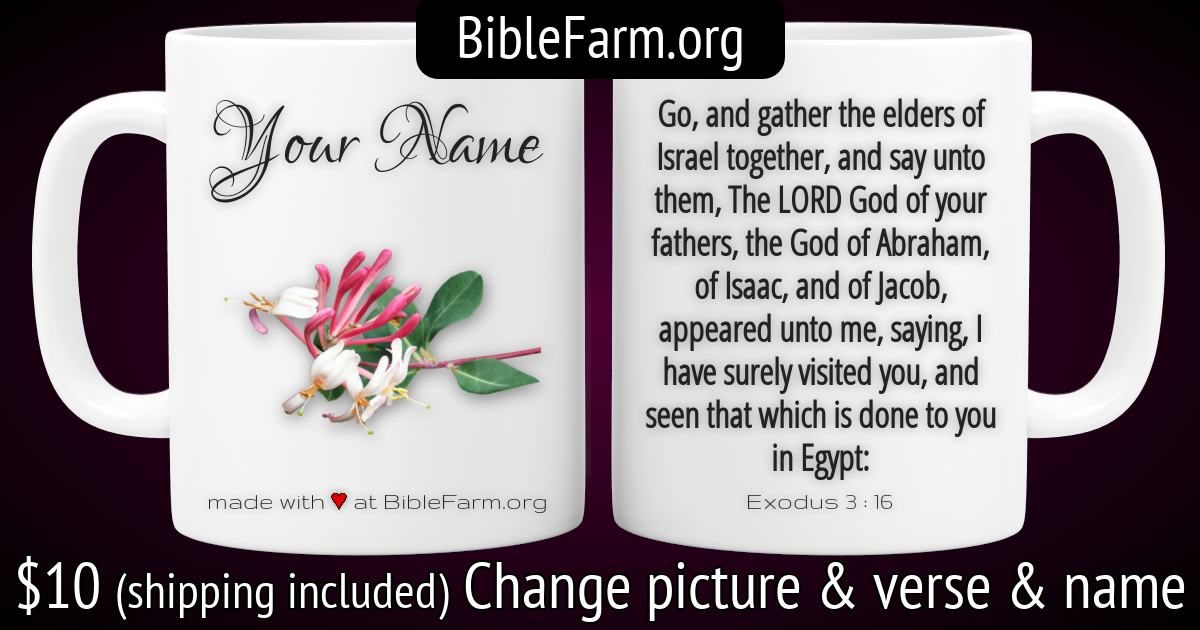 BibleFarm.org
Your Name
made with ♥ at BibleFarm.org
Go, and gather the elders of
Israel together, and say unto
them, The LORD God of your
fathers, the God of Abraham,
of Isaac, and of Jacob,
appeared unto me, saying, I
have surely visited you, and
seen that which is done to you
in Egypt:
Exodus 3 : 16
$10 (shipping included) Change picture & verse & name